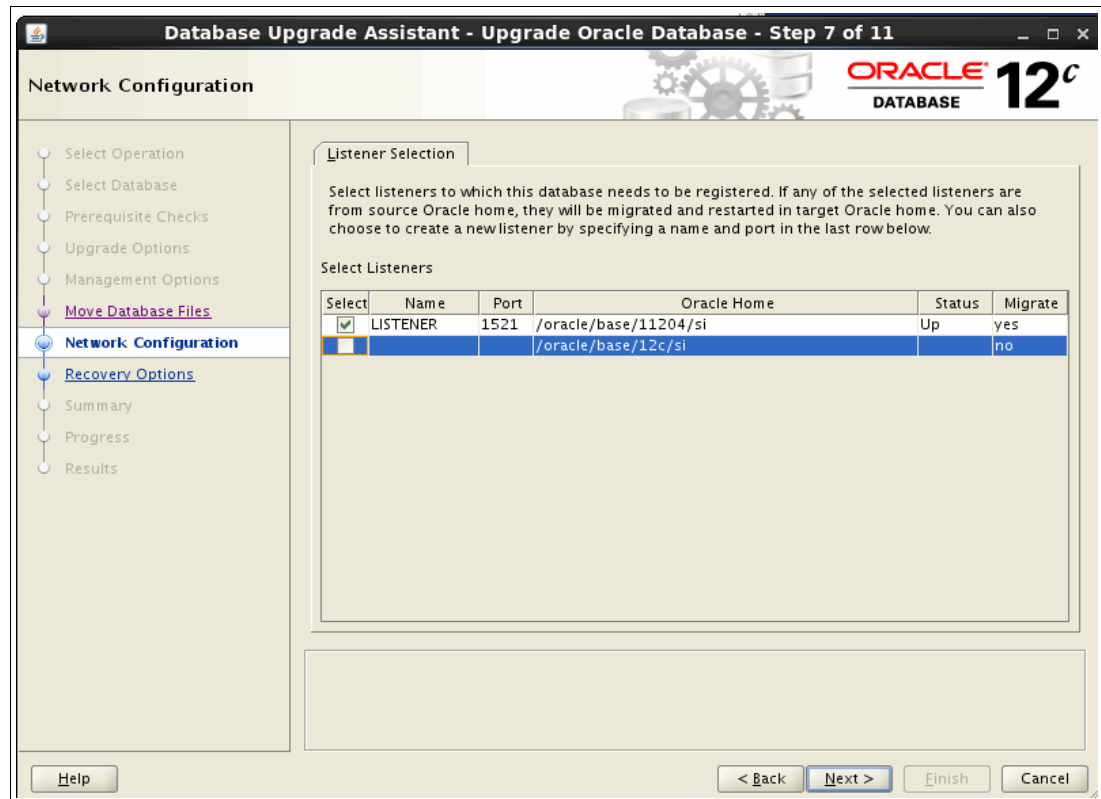 Database Upgrade Assistant - Upgrade Oracle Database - Step 7 of 11
Network Configuration
ORACLE
DATABASE
12c
Select Operation
Select Database
Prerequisite Checks
Upgrade Options
Management Options
Move Database Files
Network Configuration
Recovery Options
Summary
Progress
Results
Listener Selection
Select listeners to which this database needs to be registered. If any of the selected listeners are
from source Oracle home, they will be migrated and restarted in target Oracle home. You can also
choose to create a new listener by specifying a name and port in the last row below.
Select Listeners
Select Name Port Oracle Home Status Migrate
LISTENER 1521 /oracle/base/11204/si Up yes
/oracle/base/12c/si no
Help < Back Next > Finish Cancel